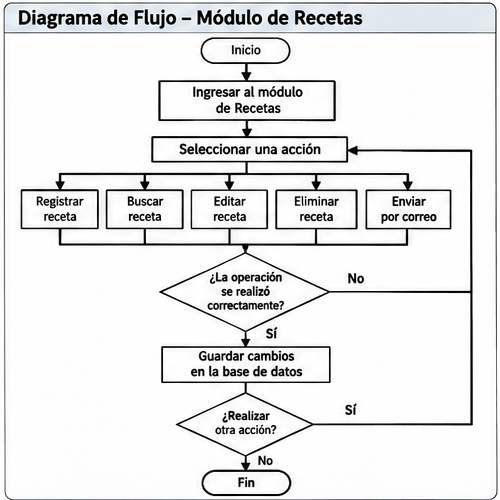 Diagrama de Flujo – Módulo de Recetas
Inicio
Ingresar al módulo
de Recetas
Seleccionar una acción
Registrar
receta
Buscar
receta
Editar
receta
Eliminar
receta
Enviar
por correo
¿La operación
se realizó
correctamente?
No
Sí
Guardar cambios
en la base de datos
¿Realizar
otra acción?
Sí
No
Fin